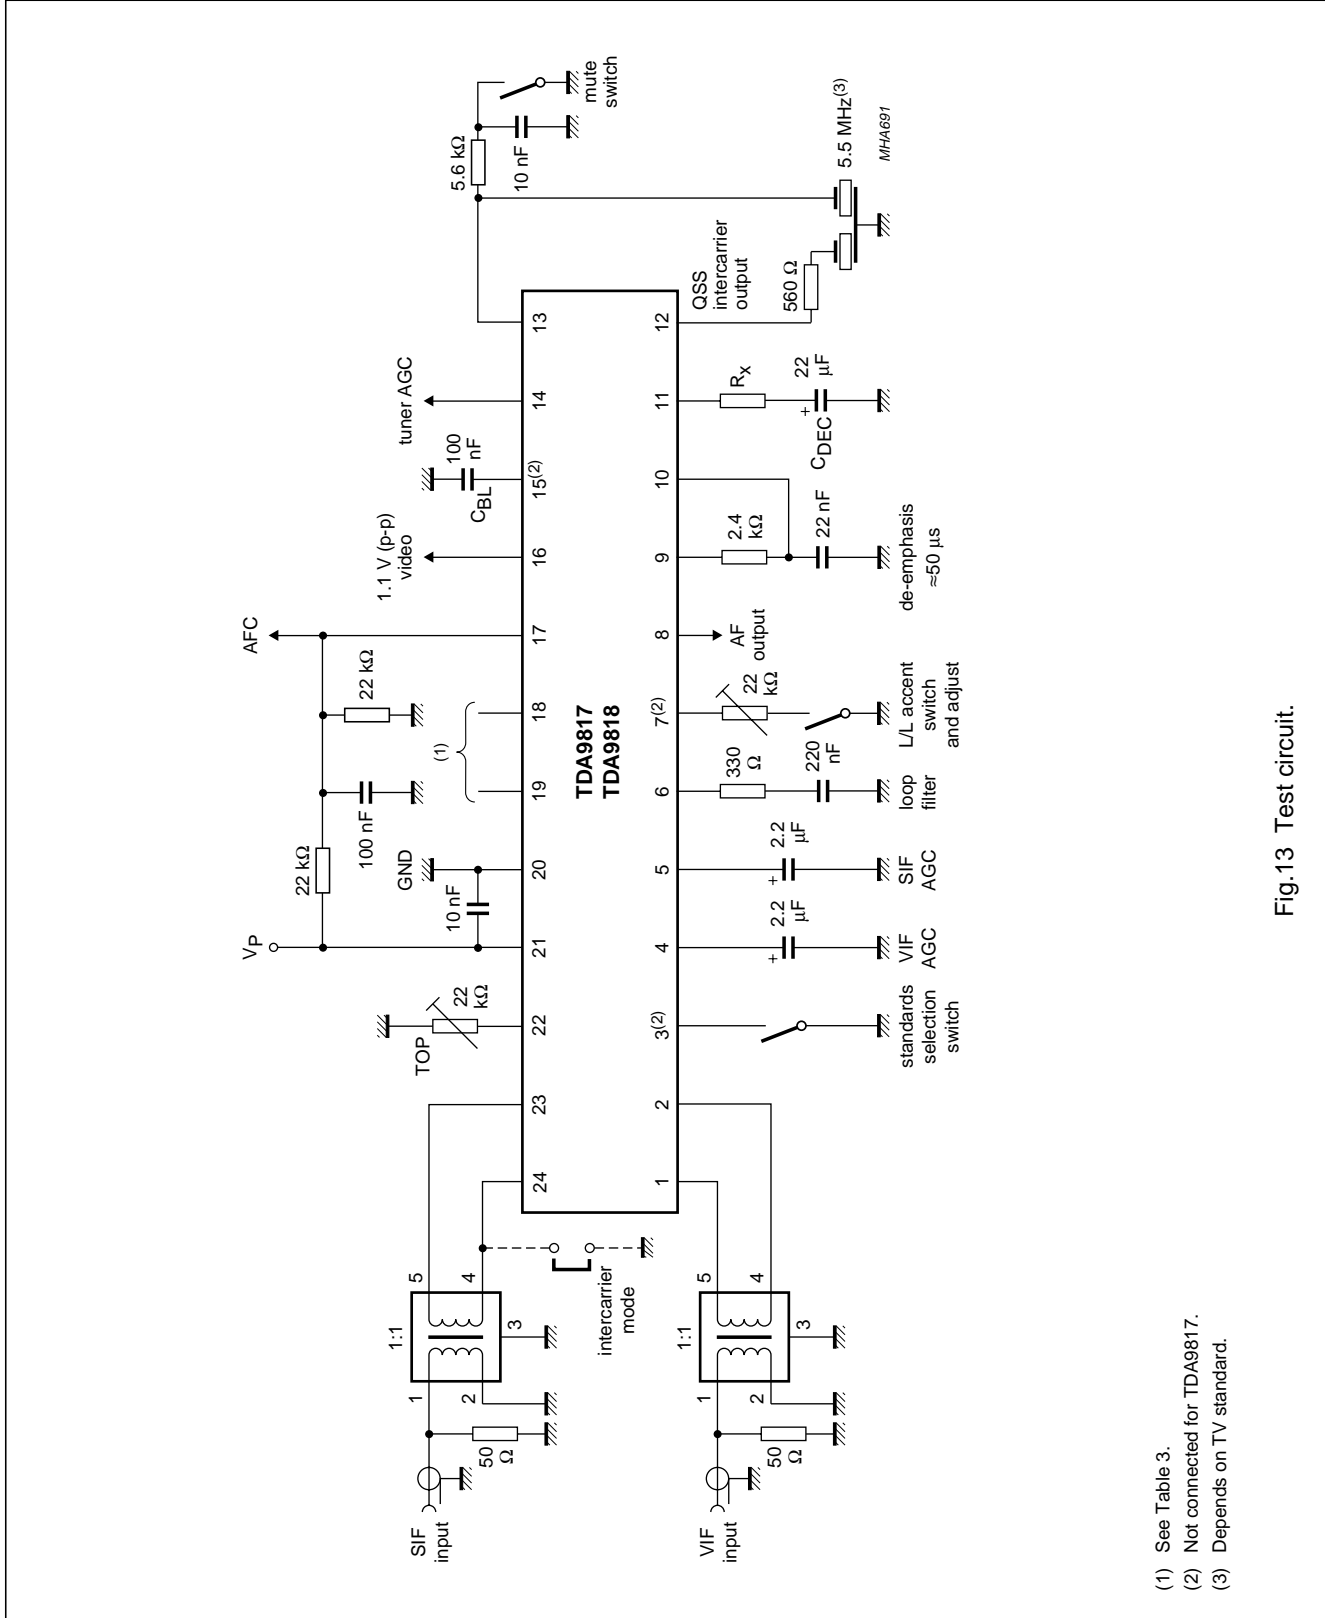 SIF
input
50
Ω
1
2
1:1
3
5
4
intercarrier
mode
VIF
input
50
Ω
1
2
1:1
3
5
4
TOP
22
kΩ
VP
22 kΩ
100 nF
22 kΩ
AFC
GND
10 nF
(1)
1.1 V (p-p)
video
CBL
100
nF
tuner AGC
5.6 kΩ
10 nF
mute
switch
24
23
22
21
20
19
18
17
16
15(2)
14
13
TDA9817
TDA9818
1
2
3(2)
4
5
6
7(2)
8
9
10
11
12
standards
selection
switch
+
2.2
μF
VIF
AGC
+
2.2
μF
SIF
AGC
330
Ω
220
nF
loop
filter
22
kΩ
L/L accent
switch
and adjust
AF
output
2.4
kΩ
22 nF
de-emphasis
≈50 μs
Rx
+
22
μF
CDEC
QSS
intercarrier
output
560 Ω
5.5 MHz(3)
MHA691
(1) See Table 3.
(2) Not connected for TDA9817.
(3) Depends on TV standard.
Fig.13 Test circuit.